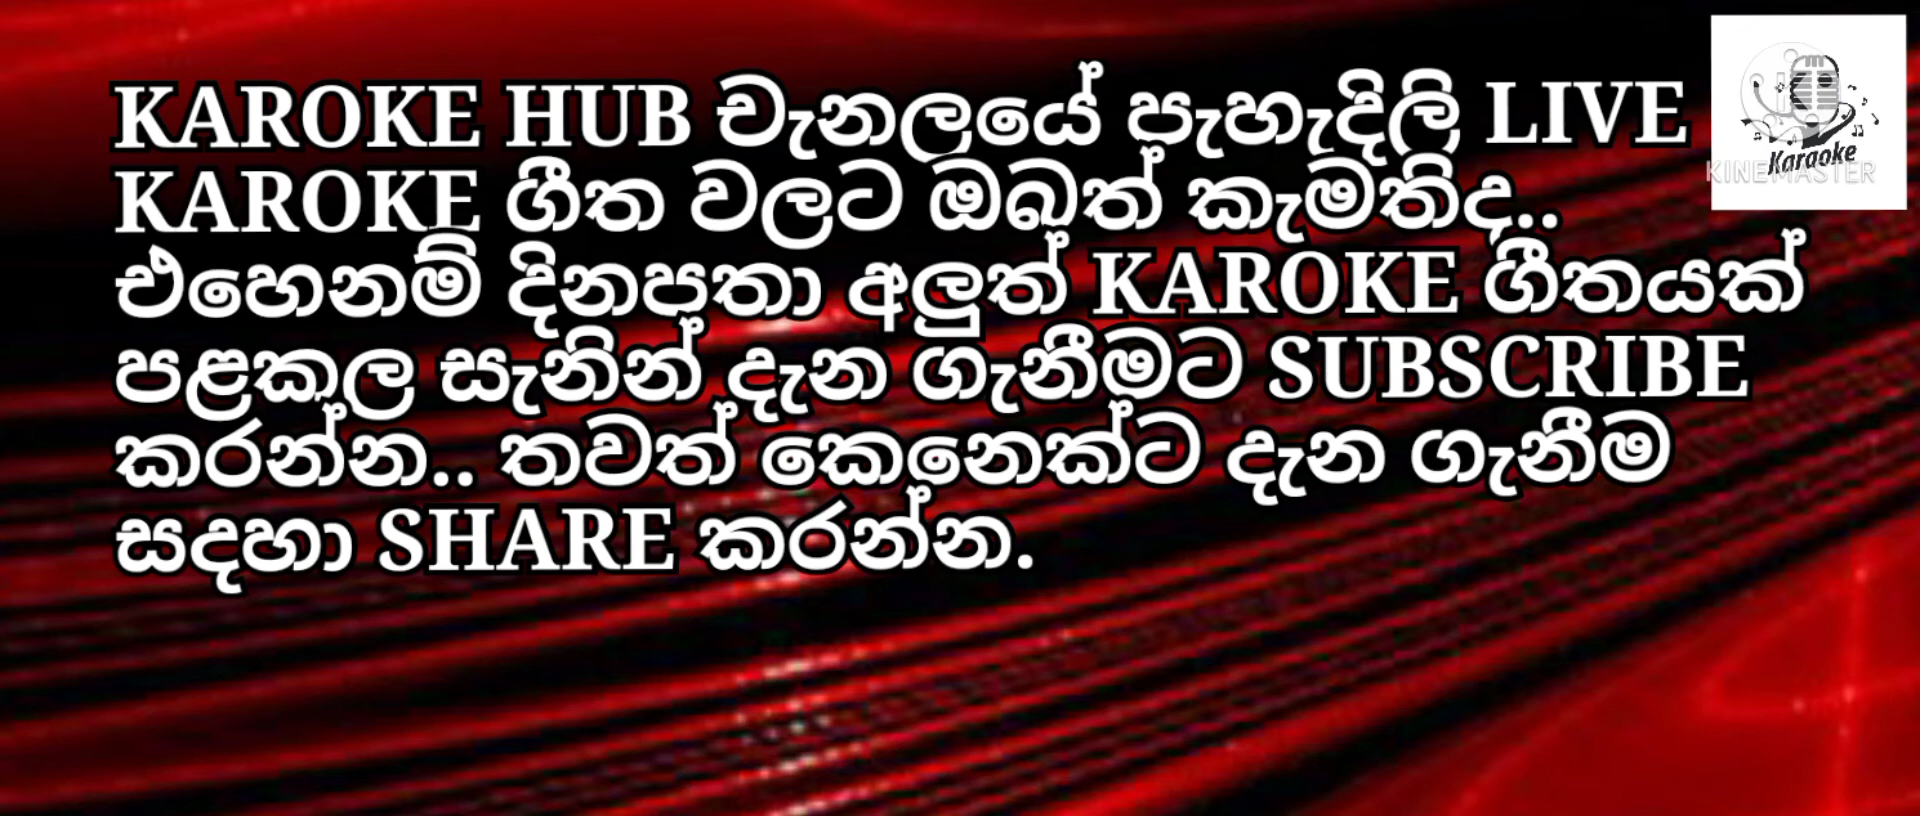 KAROKE HUB චැනලයේ පැහැදිලි LIVE
KAROKE ගීත වලට ඔබත් කැමතිද..
එහෙනම් දිනපතා අලුත් KAROKE ගීතයක්
පළකල සැනින් දැන ගැනීමට SUBSCRIBE
කරන්න.. තවත් කෙනෙක්ට දැන ගැනීම
සදහා SHARE කරන්න.
Karaoke
KINEMASTER